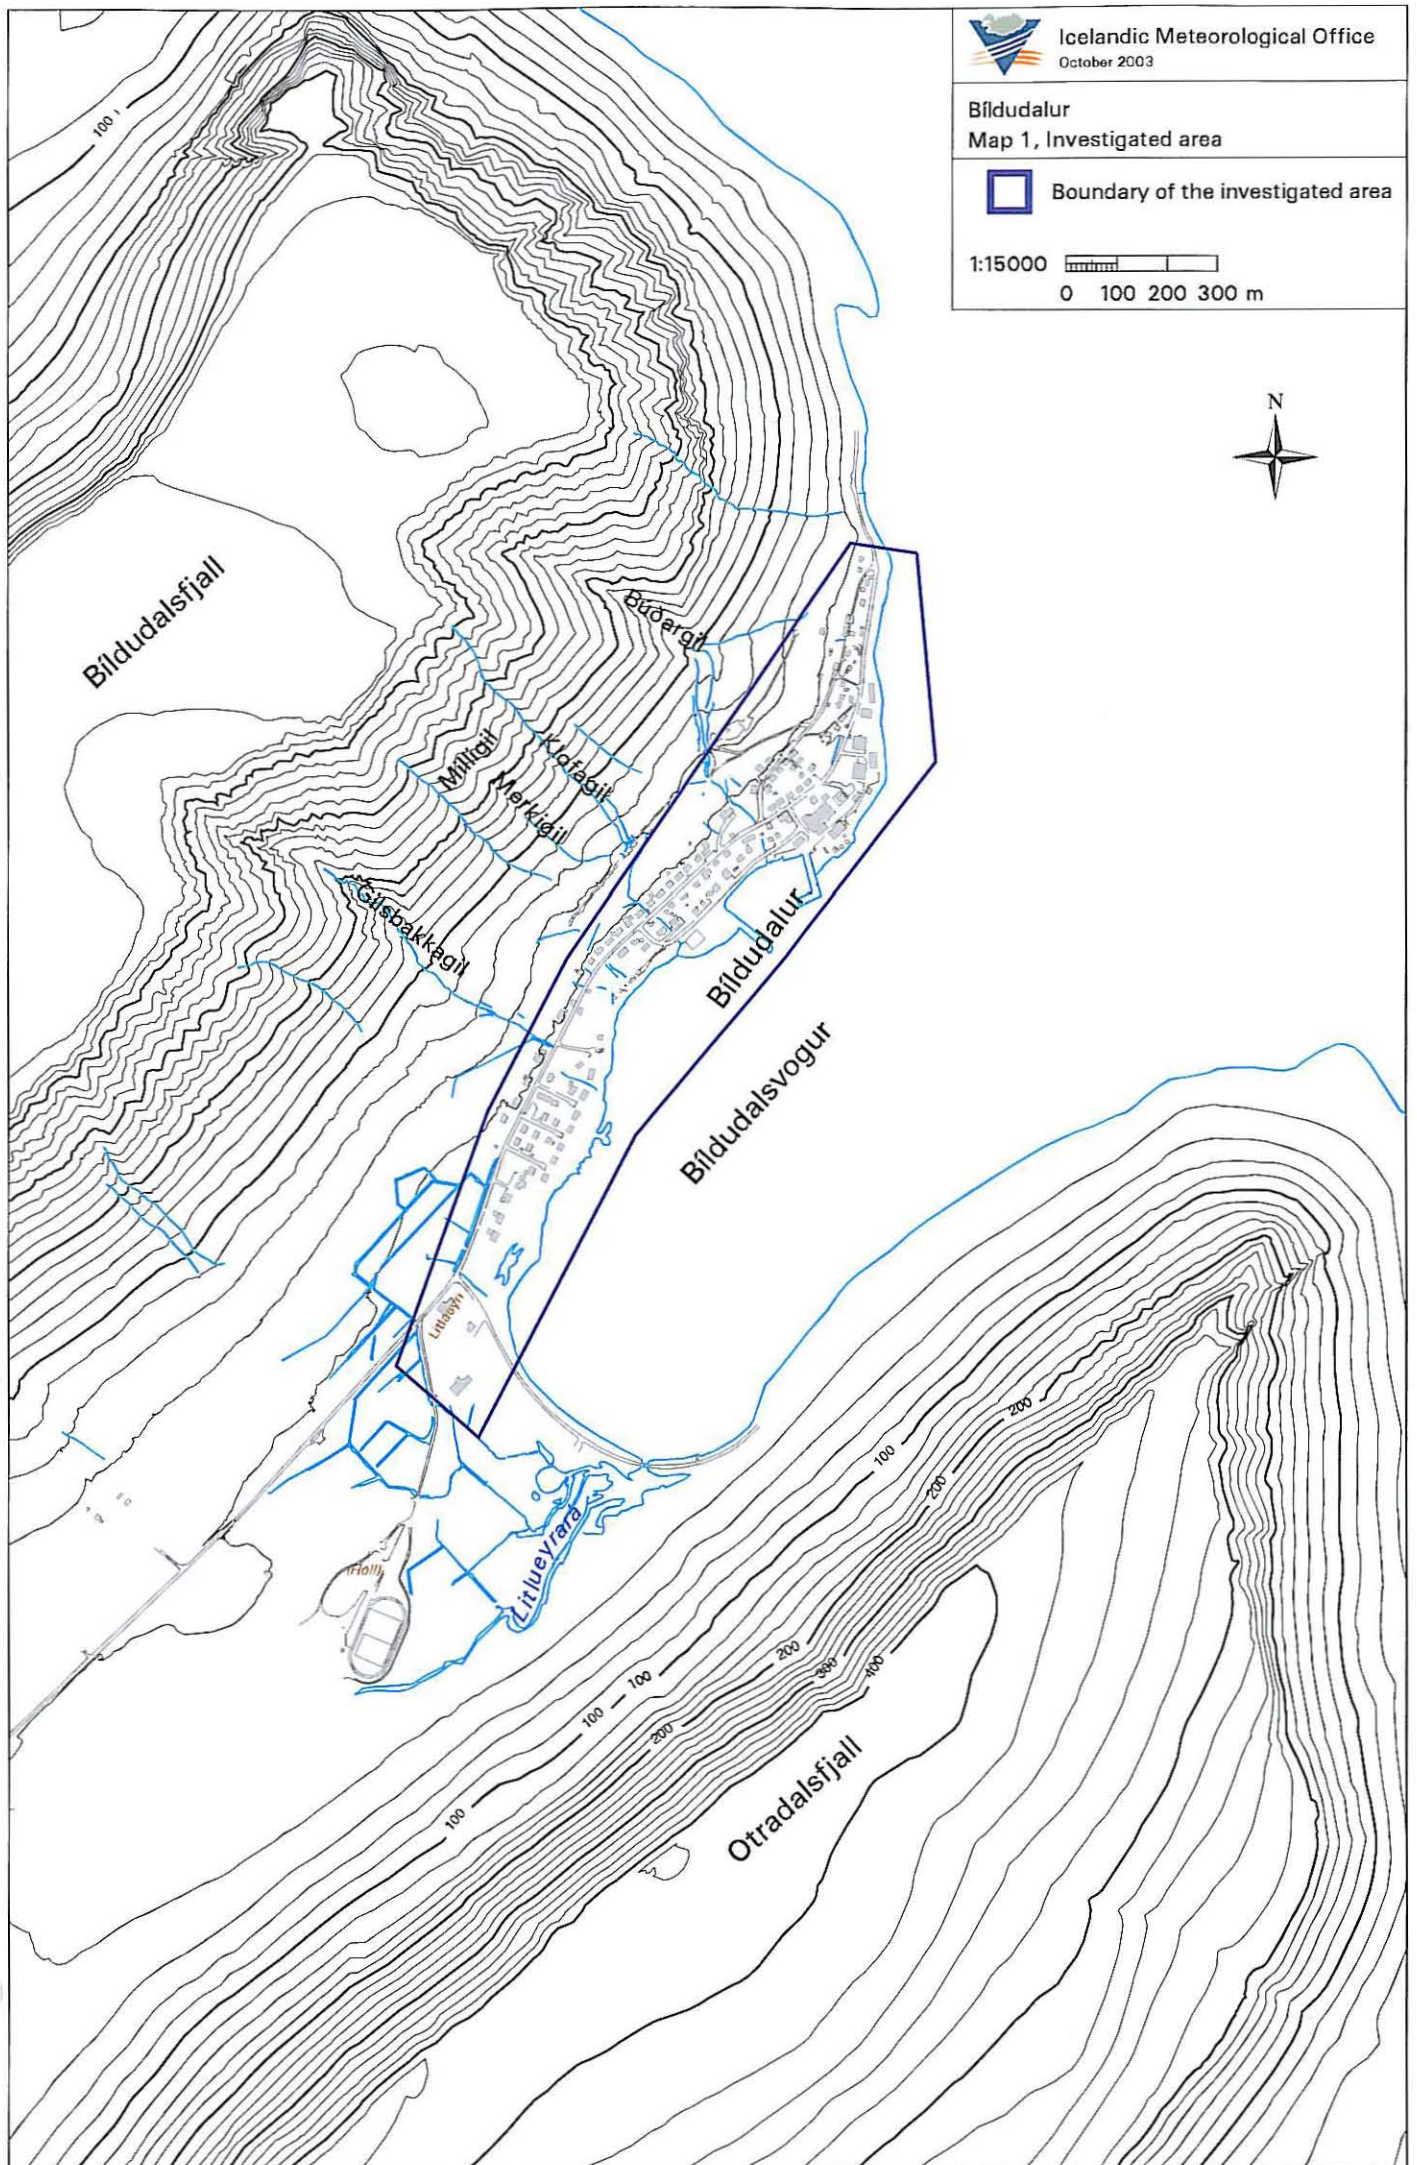 Icelandic Meteorological Office
October 2003
Bíldudalur
Map 1, Investigated area
Boundary of the investigated area
1:15000
0 100 200 300 m
N
100
Bíldudalsfjall
Búðargil
Klofagil
Milligil
Merkigil
Gilsbakkagil
Bíldudalur
Bíldudalsvogur
Litlaeyri
200
100
200
Litlueyrará
(Hóll)
200
300
400
100
100
200
100
Otradalsfjall